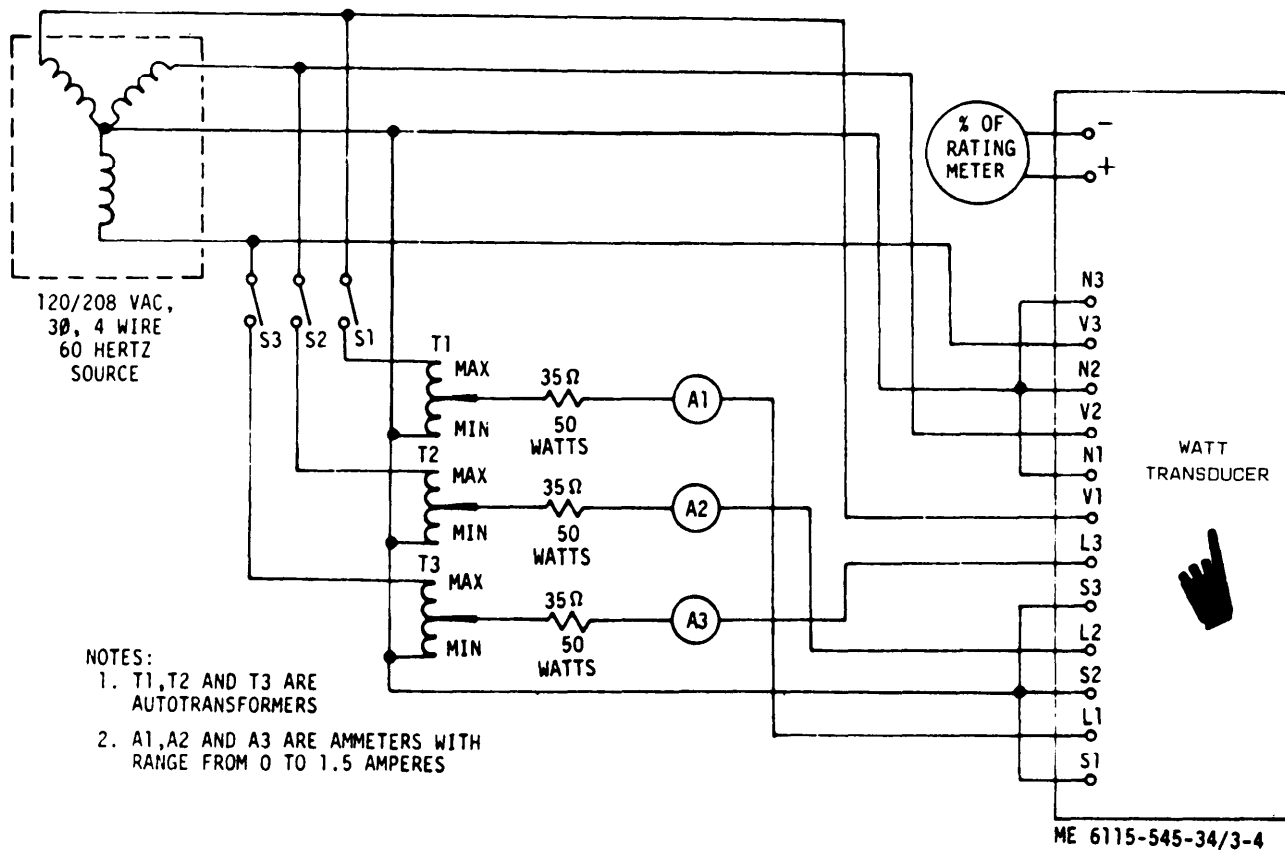 120/208 VAC,
3Ø, 4 WIRE
60 HERTZ
SOURCE
S3
S2
S1
T1
MAX
MIN
35Ω
50
WATTS
A1
T2
MAX
MIN
35Ω
50
WATTS
A2
T3
MAX
MIN
35Ω
50
WATTS
A3
% OF
RATING
METER
-
+
N3
V3
N2
V2
N1
V1
L3
S3
L2
S2
L1
S1
WATT
TRANSDUCER
NOTES:
1. T1,T2 AND T3 ARE
AUTOTRANSFORMERS
2. A1,A2 AND A3 ARE AMMETERS WITH
RANGE FROM 0 TO 1.5 AMPERES
ME 6115-545-34/3-4